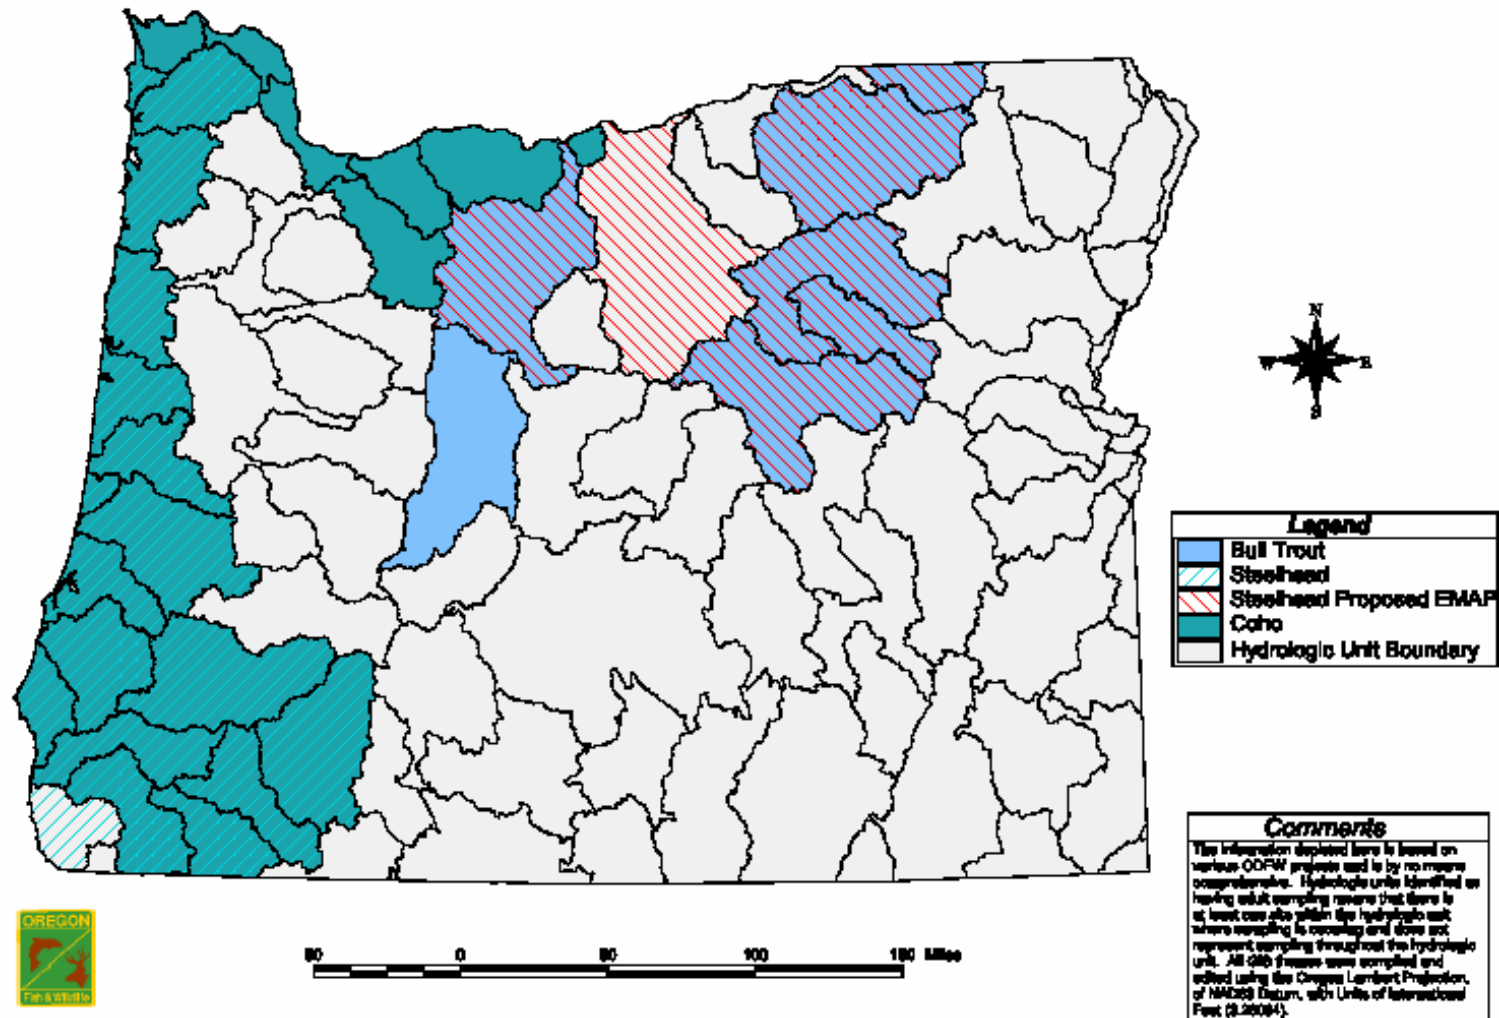 N
W
E
S
Legend
Bull Trout
Steelhead
Steelhead Proposed EMAP
Coho
Hydrologic Unit Boundary
Comments
The information depicted here is based on
various ODFW projects and is by no means
comprehensive. Hydrologic units identified as
having adult sampling means that there is
at least one site within the hydrologic unit
where sampling is occuring and does not
represent sampling throughout the hydrologic
unit. All GIS themes were compiled and
edited using the Oregon Lambert Projection,
of NAD83 Datum, with Units of International
Feet (3.28084).
OREGON
Fish & Wildlife
50 0 50 100 150 Miles